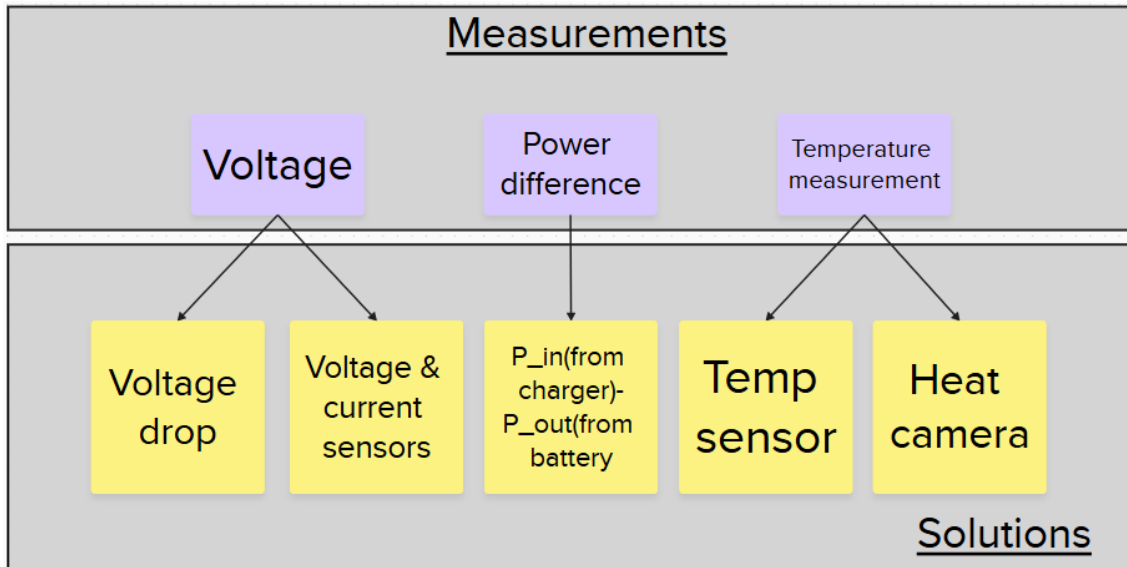 Measurements
Voltage
Power
difference
Temperature
measurement
Voltage
drop
Voltage &
current
sensors
P_in(from
charger)-
P_out(from
battery
Temp
sensor
Heat
camera
Solutions